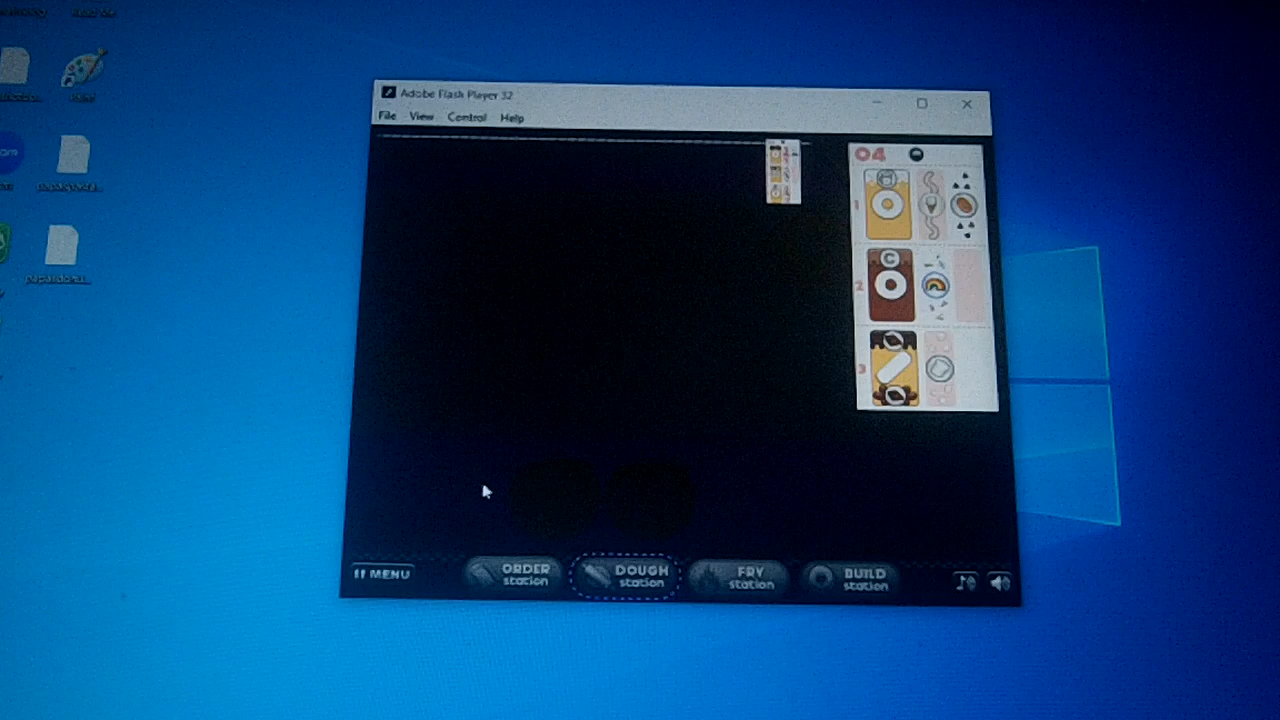 Adobe Flash Player 32
File View Control Help
04
1
C
2
3
MENU
ORDER station
DOUGH station
FRY station
BUILD station